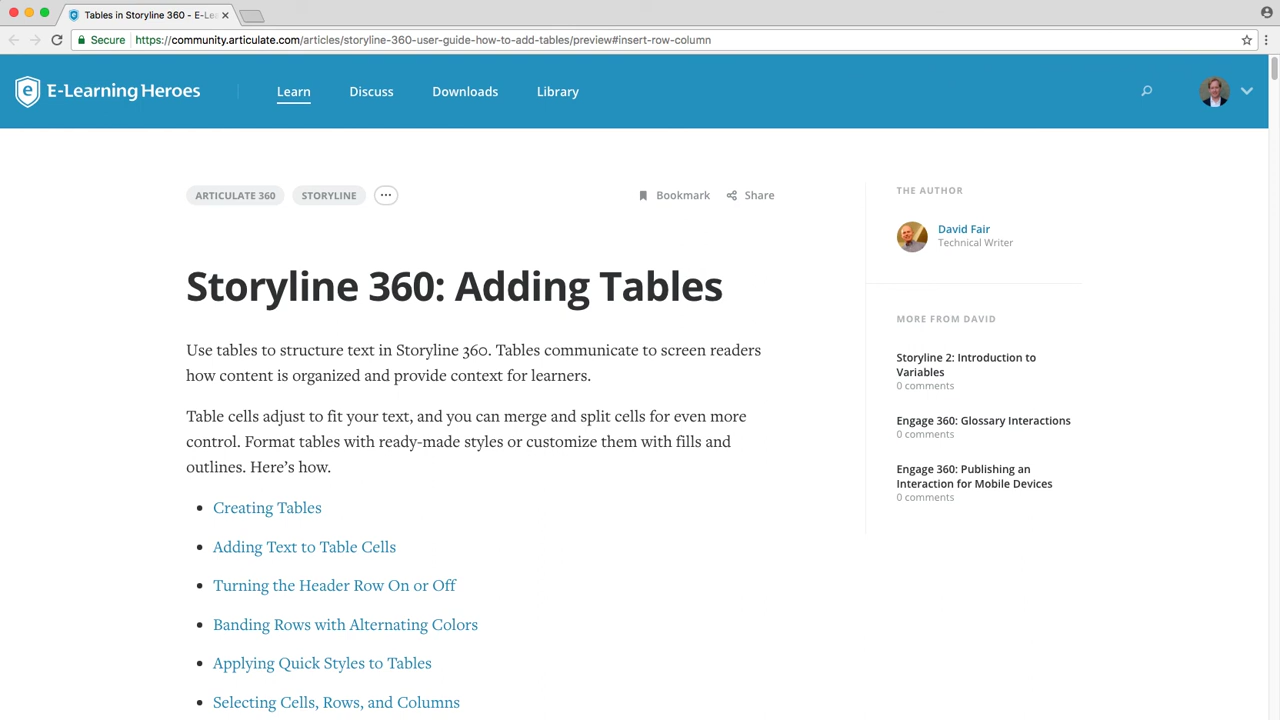 Tables in Storyline 360 - E-Le
Secure https://community.articulate.com/articles/storyline-360-user-guide-how-to-add-tables/preview#insert-row-column
E-Learning Heroes Learn Discuss Downloads Library
ARTICULATE 360 STORYLINE ... Bookmark Share
Storyline 360: Adding Tables
Use tables to structure text in Storyline 360. Tables communicate to screen readers
how content is organized and provide context for learners.
Table cells adjust to fit your text, and you can merge and split cells for even more
control. Format tables with ready-made styles or customize them with fills and
outlines. Here’s how.
• Creating Tables
• Adding Text to Table Cells
• Turning the Header Row On or Off
• Banding Rows with Alternating Colors
• Applying Quick Styles to Tables
• Selecting Cells, Rows, and Columns
THE AUTHOR
David Fair
Technical Writer
MORE FROM DAVID
Storyline 2: Introduction to
Variables
0 comments
Engage 360: Glossary Interactions
0 comments
Engage 360: Publishing an
Interaction for Mobile Devices
0 comments